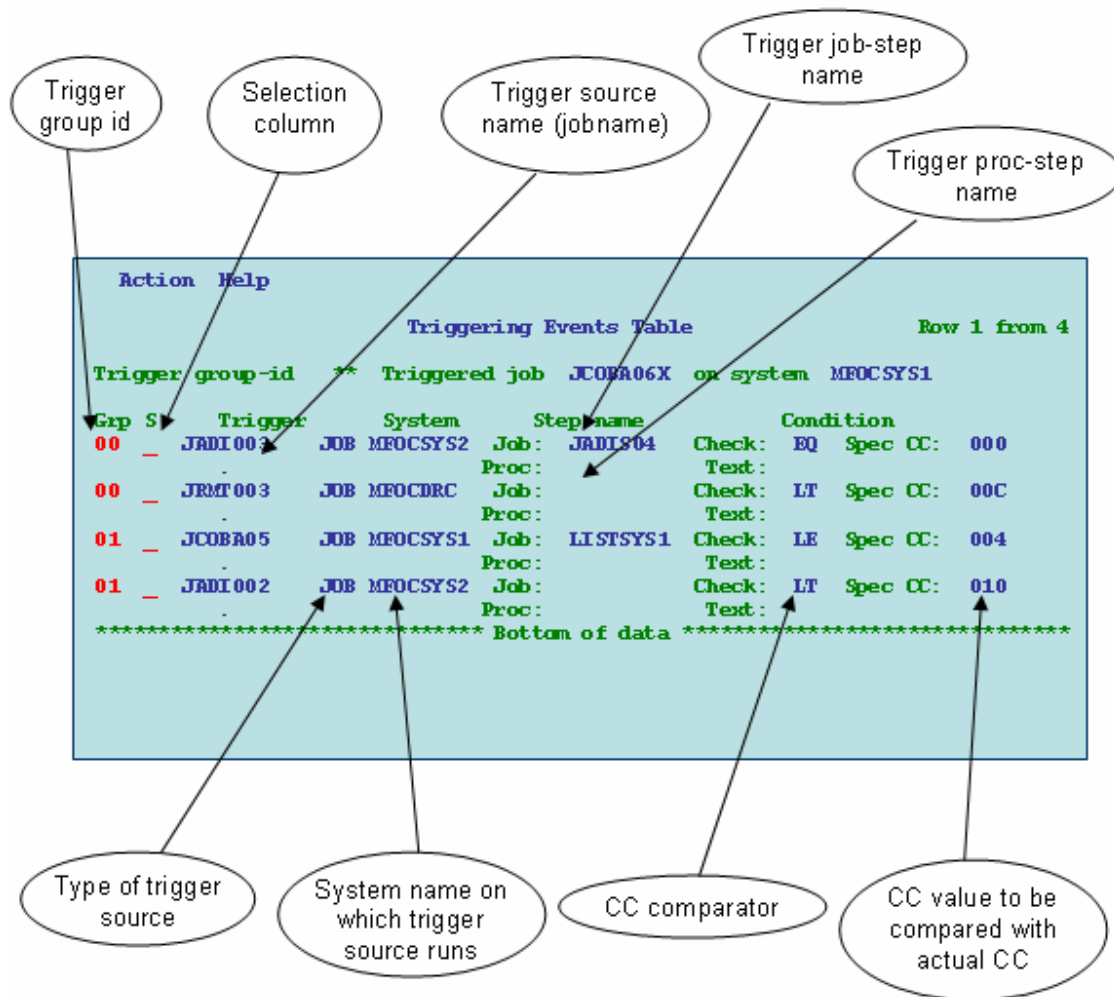 Trigger job-step
name
Trigger
group id
Selection
column
Trigger source
name (jobname)
Trigger proc-step
name
Action Help
Triggering Events Table Row 1 from 4
Trigger group-id ** Triggered job JCOBA06X on system MFOCSYS1
Grp S Trigger System Step name Condition
00 _ JADI003 JOB MFOCSYS2 Job: JADIS04 Check: EQ Spec CC: 000
. Proc: Text:
00 _ JRMT003 JOB MFOCDRC Job: Check: LT Spec CC: 00C
. Proc: Text:
01 _ JCOBA05 JOB MFOCSYS1 Job: LISTSYS1 Check: LE Spec CC: 004
. Proc: Text:
01 _ JADI002 JOB MFOCSYS2 Job: Check: LT Spec CC: 010
. Proc: Text:
******************************** Bottom of data ********************************
Type of trigger
source
System name on
which trigger
source runs
CC comparator
CC value to be
compared with
actual CC